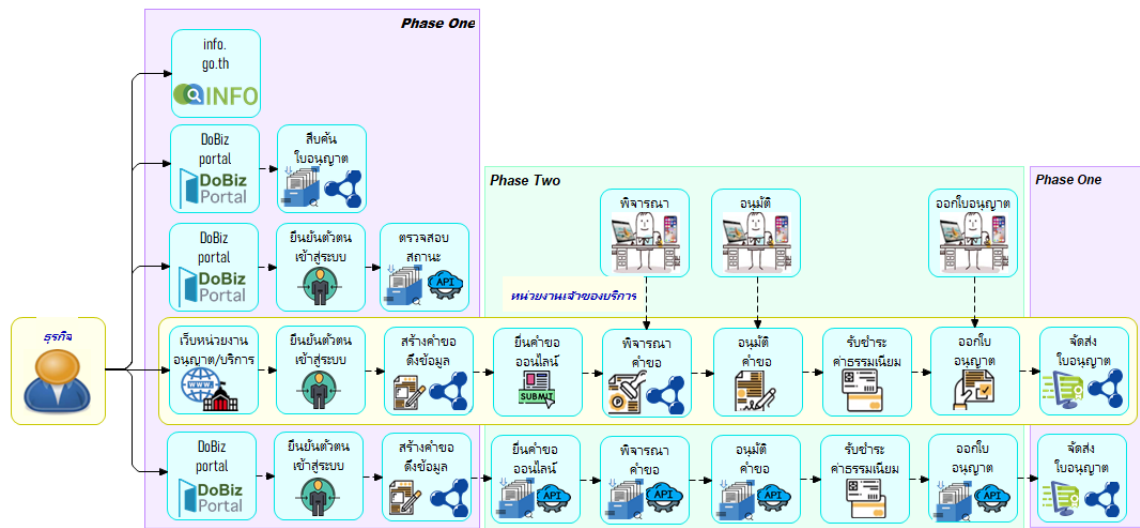 Phase One
info.
go.th
INFO
DoBiz
portal
DoBiz
Portal
สืบค้น
ใบอนุญาต
DoBiz
portal
DoBiz
Portal
ยืนยันตัวตน
เข้าสู่ระบบ
ตรวจสอบ
สถานะ
API
Phase Two
Phase One
พิจารณา
อนุมัติ
ออกใบอนุญาต
หน่วยงานเจ้าของบริการ
ธุรกิจ
เว็บหน่วยงาน
อนุญาต/บริการ
WWW
ยืนยันตัวตน
เข้าสู่ระบบ
สร้างคำขอ
ดึงข้อมูล
ยื่นคำขอ
ออนไลน์
SUBMIT
พิจารณา
คำขอ
P
อนุมัติ
คำขอ
รับชำระ
ค่าธรรมเนียม
ออกใบ
อนุญาต
จัดส่ง
ใบอนุญาต
DoBiz
portal
DoBiz
Portal
ยืนยันตัวตน
เข้าสู่ระบบ
สร้างคำขอ
ดึงข้อมูล
ยื่นคำขอ
ออนไลน์
API
พิจารณา
คำขอ
API
อนุมัติ
คำขอ
API
รับชำระ
ค่าธรรมเนียม
ออกใบ
อนุญาต
API
จัดส่ง
ใบอนุญาต